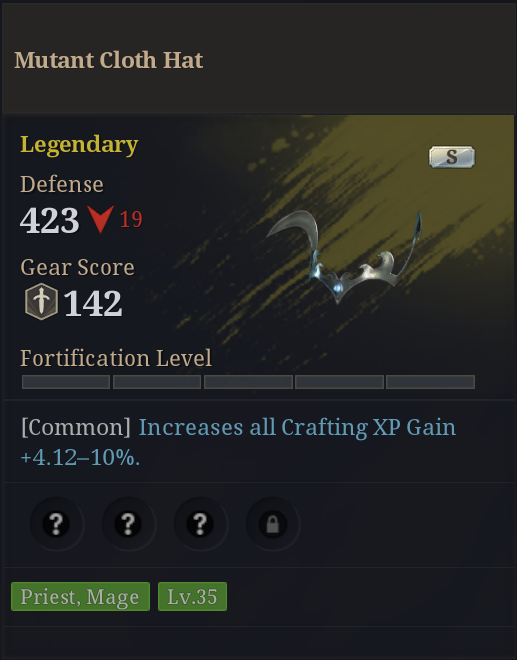 Mutant Cloth Hat
Legendary
S
Defense
423 19
Gear Score
142
Fortification Level
[Common] Increases all Crafting XP Gain
+4.12–10%.
? ? ?
Priest, Mage Lv.35